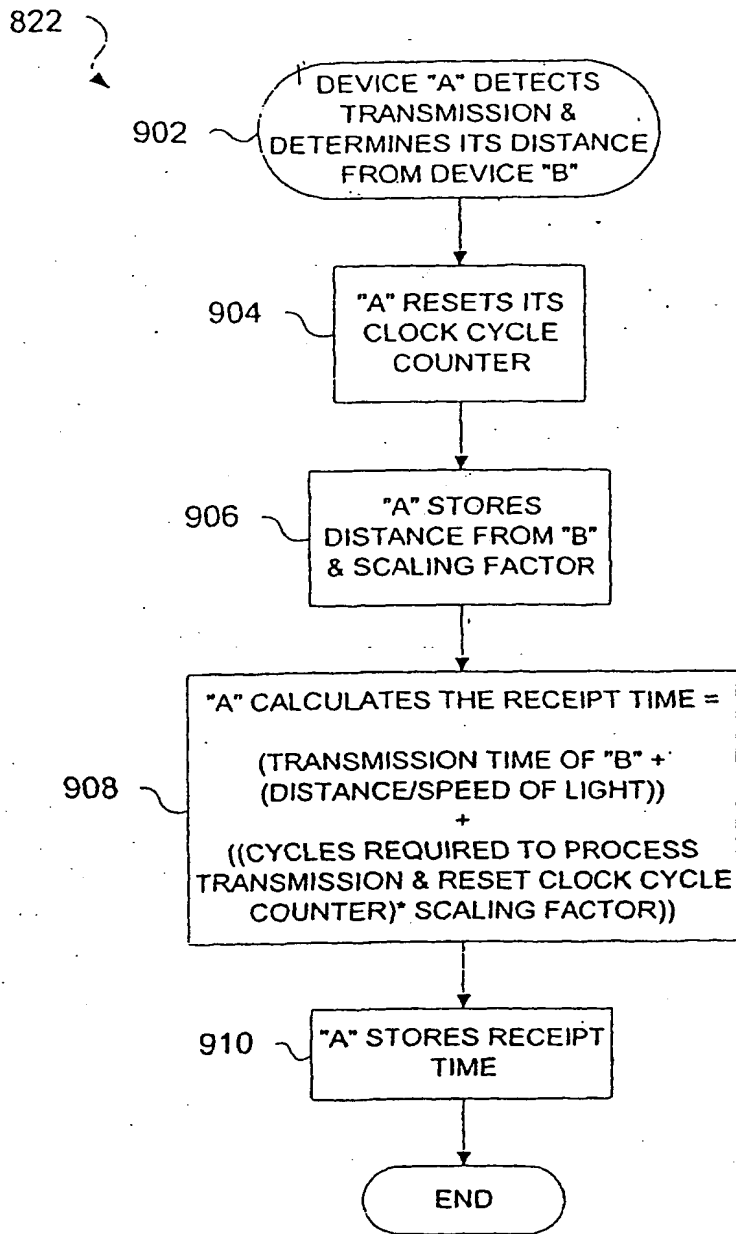 822
902
DEVICE "A" DETECTS
TRANSMISSION &
DETERMINES ITS DISTANCE
FROM DEVICE "B"
904
"A" RESETS ITS
CLOCK CYCLE
COUNTER
906
"A" STORES
DISTANCE FROM "B"
& SCALING FACTOR
908
"A" CALCULATES THE RECEIPT TIME =
(TRANSMISSION TIME OF "B" +
(DISTANCE/SPEED OF LIGHT))
+
((CYCLES REQUIRED TO PROCESS
TRANSMISSION & RESET CLOCK CYCLE
COUNTER)* SCALING FACTOR))
910
"A" STORES RECEIPT
TIME
END